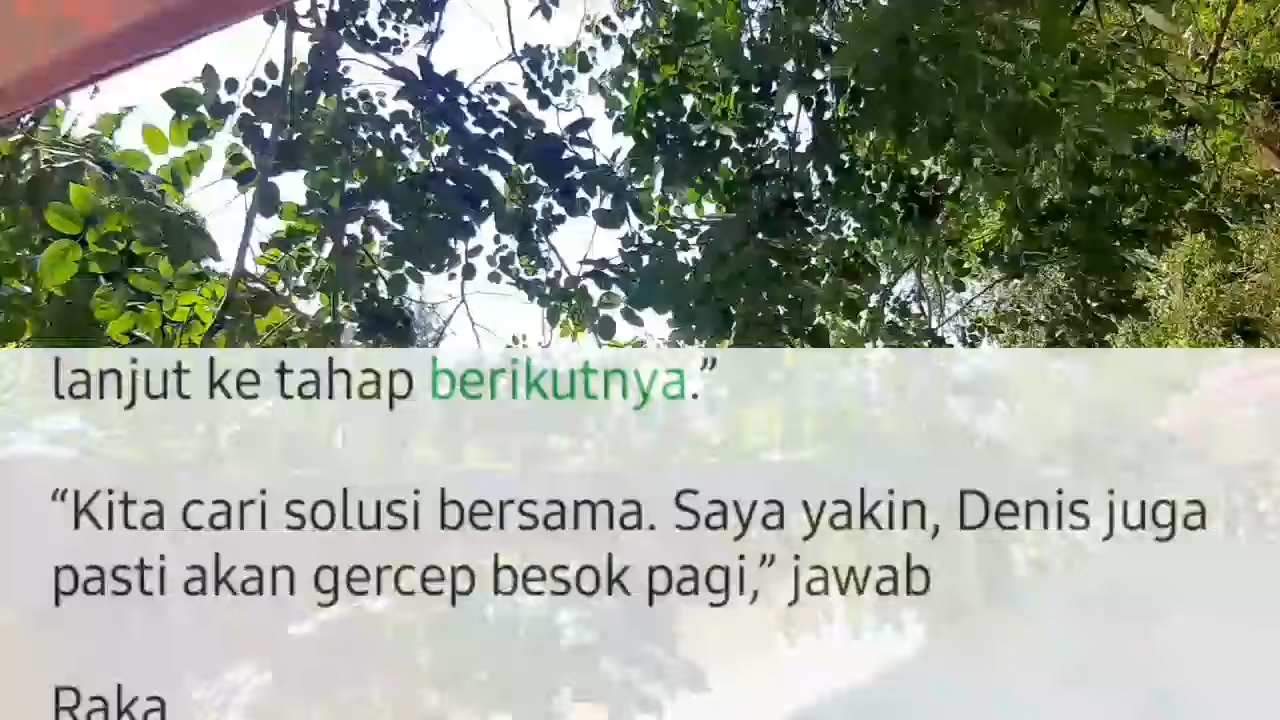 lanjut ke tahap berikutnya.”
“Kita cari solusi bersama. Saya yakin, Denis juga
pasti akan gercep besok pagi,” jawab
Raka